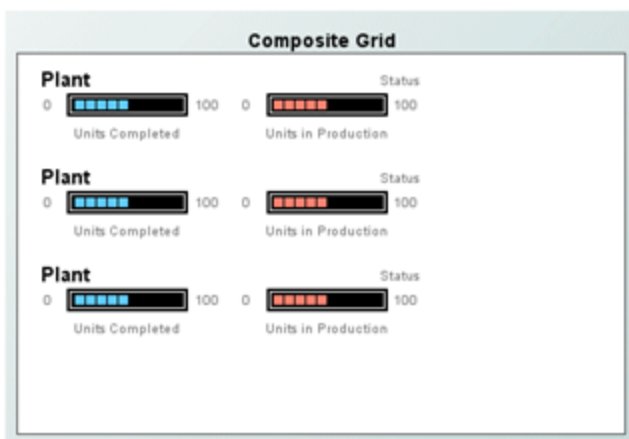 Composite Grid
Plant Status
0 100 0 100
Units Completed Units in Production
Plant Status
0 100 0 100
Units Completed Units in Production
Plant Status
0 100 0 100
Units Completed Units in Production